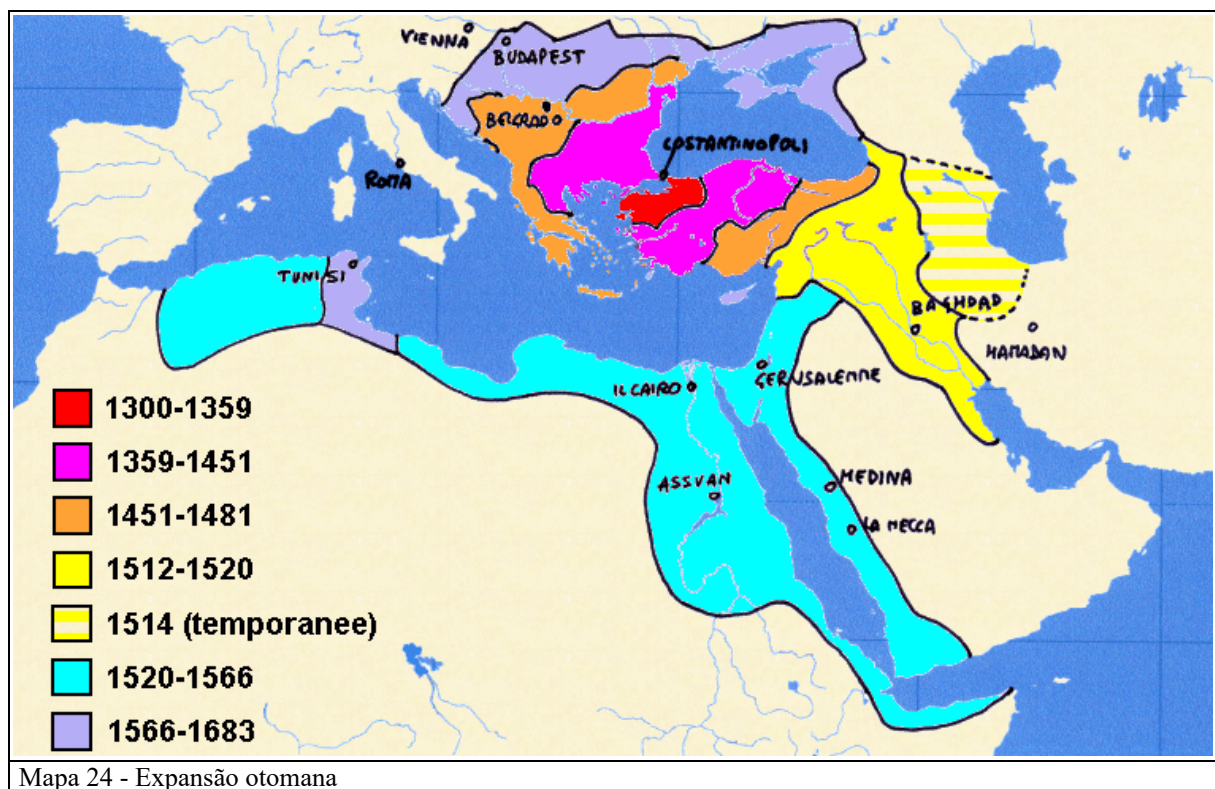 VIENNA
BUDAPEST
BELGRADO
COSTANTINOPOLI
ROMA
TUNISI
BAGHDAD
HAMADAN
IL CAIRO
GERUSALEMME
ASSVAN
MEDINA
LA MECCA
1300-1359
1359-1451
1451-1481
1512-1520
1514 (temporanee)
1520-1566
1566-1683
Mapa 24 - Expansão otomana